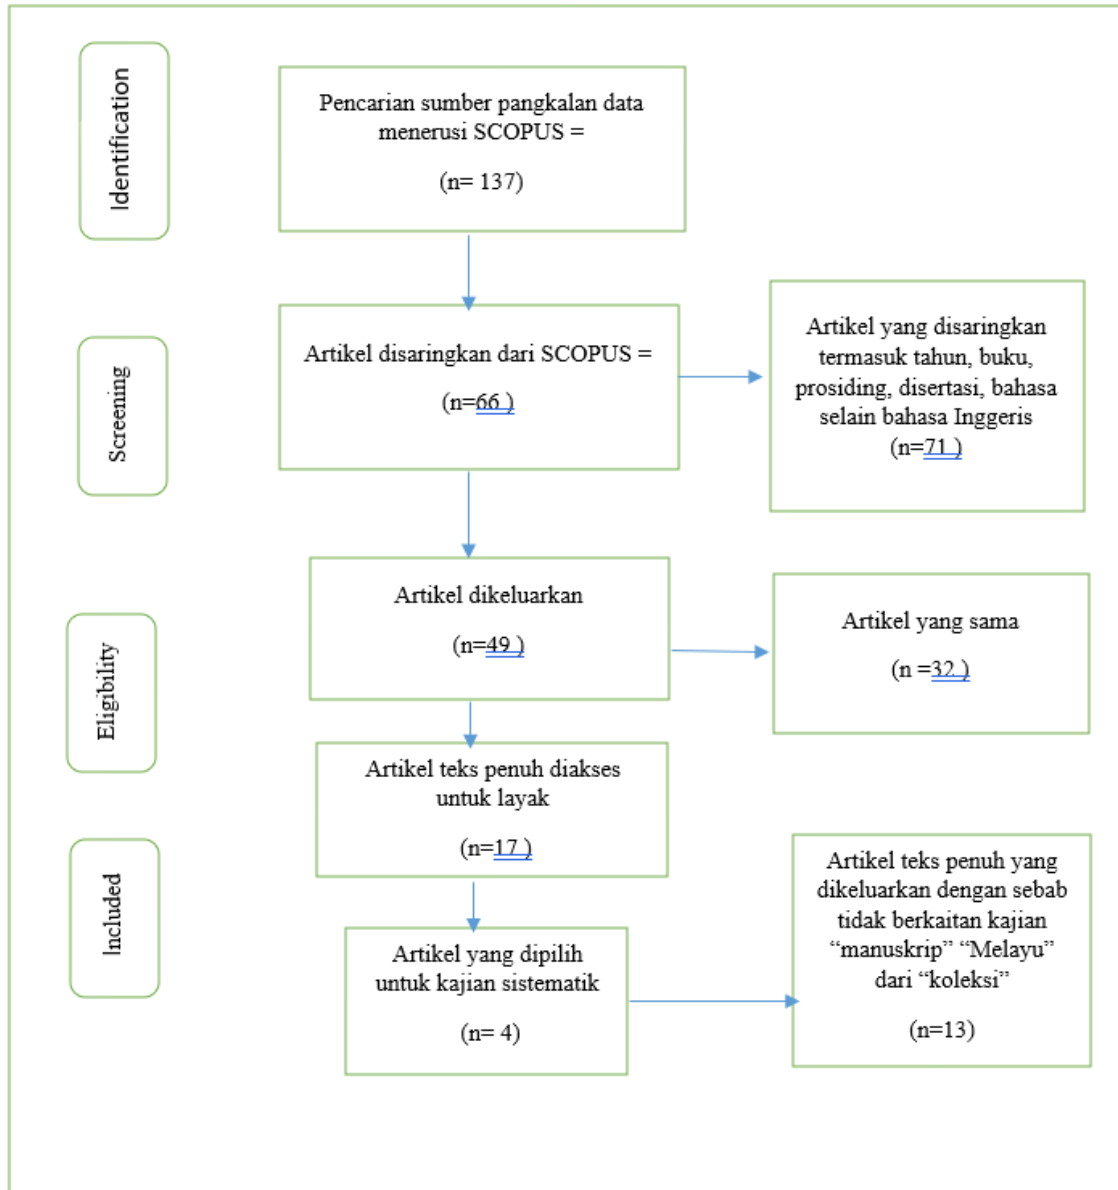 Identification
Pencarian sumber pangkalan data
menerusi SCOPUS =
(n= 137)
Screening
Artikel disaringkan dari SCOPUS =
(n=66 )
Artikel yang disaringkan
termasuk tahun, buku,
prosiding, disertasi, bahasa
selain bahasa Inggeris
(n=71 )
Eligibility
Artikel dikeluarkan
(n=49 )
Artikel yang sama
(n =32 )
Artikel teks penuh diakses
untuk layak
(n=17 )
Included
Artikel yang dipilih
untuk kajian sistematik
(n= 4)
Artikel teks penuh yang
dikeluarkan dengan sebab
tidak berkaitan kajian
“manuskrip” “Melayu”
dari “koleksi”
(n=13)